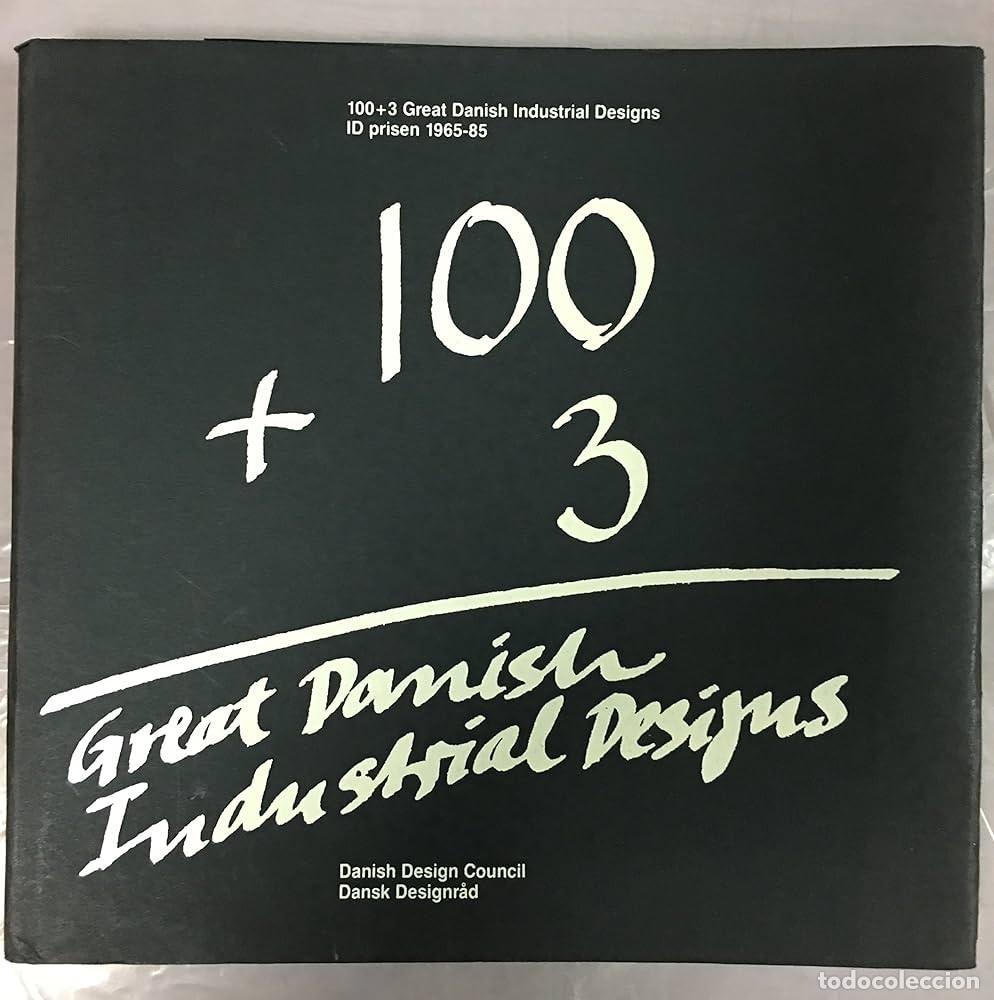 100+3 Great Danish Industrial Designs
ID prisen 1965-85
100
+ 3
Great Danish
Industrial Designs
Danish Design Council
Dansk Designråd
todocoleccion